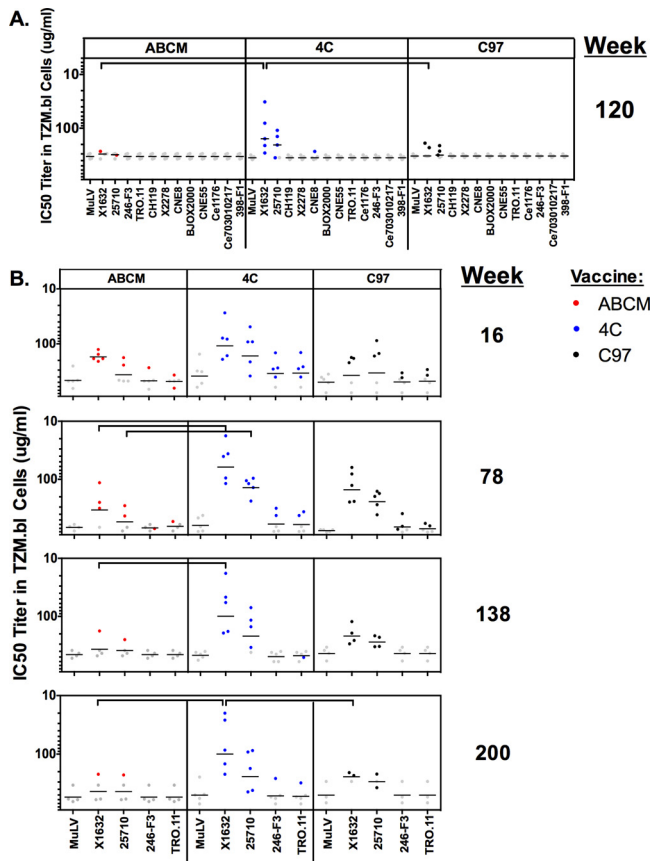 A.
ABCM 4C C97 Week
IC50 Titer in TZM.bl Cells (ug/ml)
10
100
120
MuLV X1632 25710 246-F3 TRO.11 CH119 X2278 CNE8 BJOX2000 CNE55 Ce1176 Ce703010217 398-F1
MuLV X1632 25710 CH119 X2278 CNE8 BJOX2000 CNE55 TRO.11 Ce1176 246-F3 Ce703010217 398-F1
MuLV X1632 25710 CH119 X2278 CNE8 BJOX2000 CNE55 TRO.11 Ce1176 246-F3 Ce703010217 398-F1
B.
ABCM 4C C97 Week Vaccine:
ABCM
4C
C97
IC50 Titer in TZM.bl Cells (ug/ml)
10
100
16
10
100
78
10
100
138
10
100
200
MuLV X1632 25710 246-F3 TRO.11 MuLV X1632 25710 246-F3 TRO.11 MuLV X1632 25710 246-F3 TRO.11